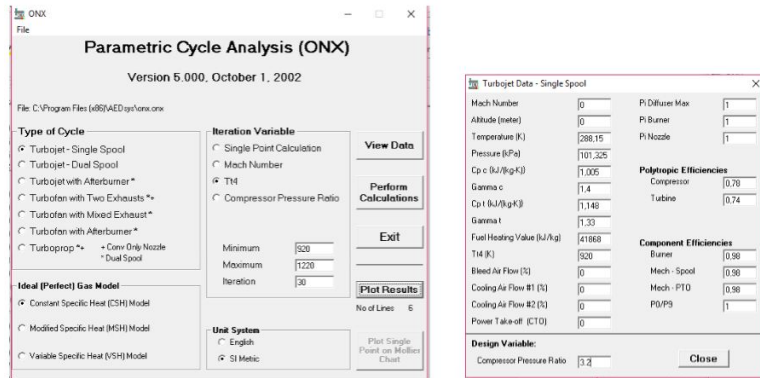 ONX
File
Parametric Cycle Analysis (ONX)
Version 5.000, October 1, 2002
File: C:\Program Files (x86)\AEDsys\onx.onx
Type of Cycle
Turbojet - Single Spool
Turbojet - Dual Spool
Turbojet with Afterburner *
Turbofan with Two Exhausts *+
Turbofan with Mixed Exhaust *
Turbofan with Afterburner *
Turboprop *+ + Conv Only Nozzle
* Dual Spool
Ideal (Perfect) Gas Model
Constant Specific Heat (CSH) Model
Modified Specific Heat (MSH) Model
Variable Specific Heat (VSH) Model
Iteration Variable
Single Point Calculation
Mach Number
Tt4
Compressor Pressure Ratio
Minimum 920
Maximum 1220
Iteration 30
Unit System
English
SI Metric
View Data
Perform
Calculations
Exit
Plot Results
No of Lines 6
Plot Single
Point on Mollier
Chart
Turbojet Data - Single Spool
Mach Number 0
Altitude (meter) 0
Temperature (K) 288,15
Pressure (kPa) 101,325
Cp c (kJ/(kg-K)) 1,005
Gamma c 1,4
Cp t (kJ/(kg-K)) 1,148
Gamma t 1,33
Fuel Heating Value (kJ/kg) 41868
Tt4 (K) 920
Bleed Air Flow (%) 0
Cooling Air Flow #1 (%) 0
Cooling Air Flow #2 (%) 0
Power Take-off (CTO) 0
Pi Diffuser Max 1
Pi Burner 1
Pi Nozzle 1
Polytropic Efficiencies
Compressor 0,78
Turbine 0,74
Component Efficiencies
Burner 0,98
Mech - Spool 0,98
Mech - PTO 0,98
P0/P9 1
Design Variable:
Compressor Pressure Ratio 3.2
Close